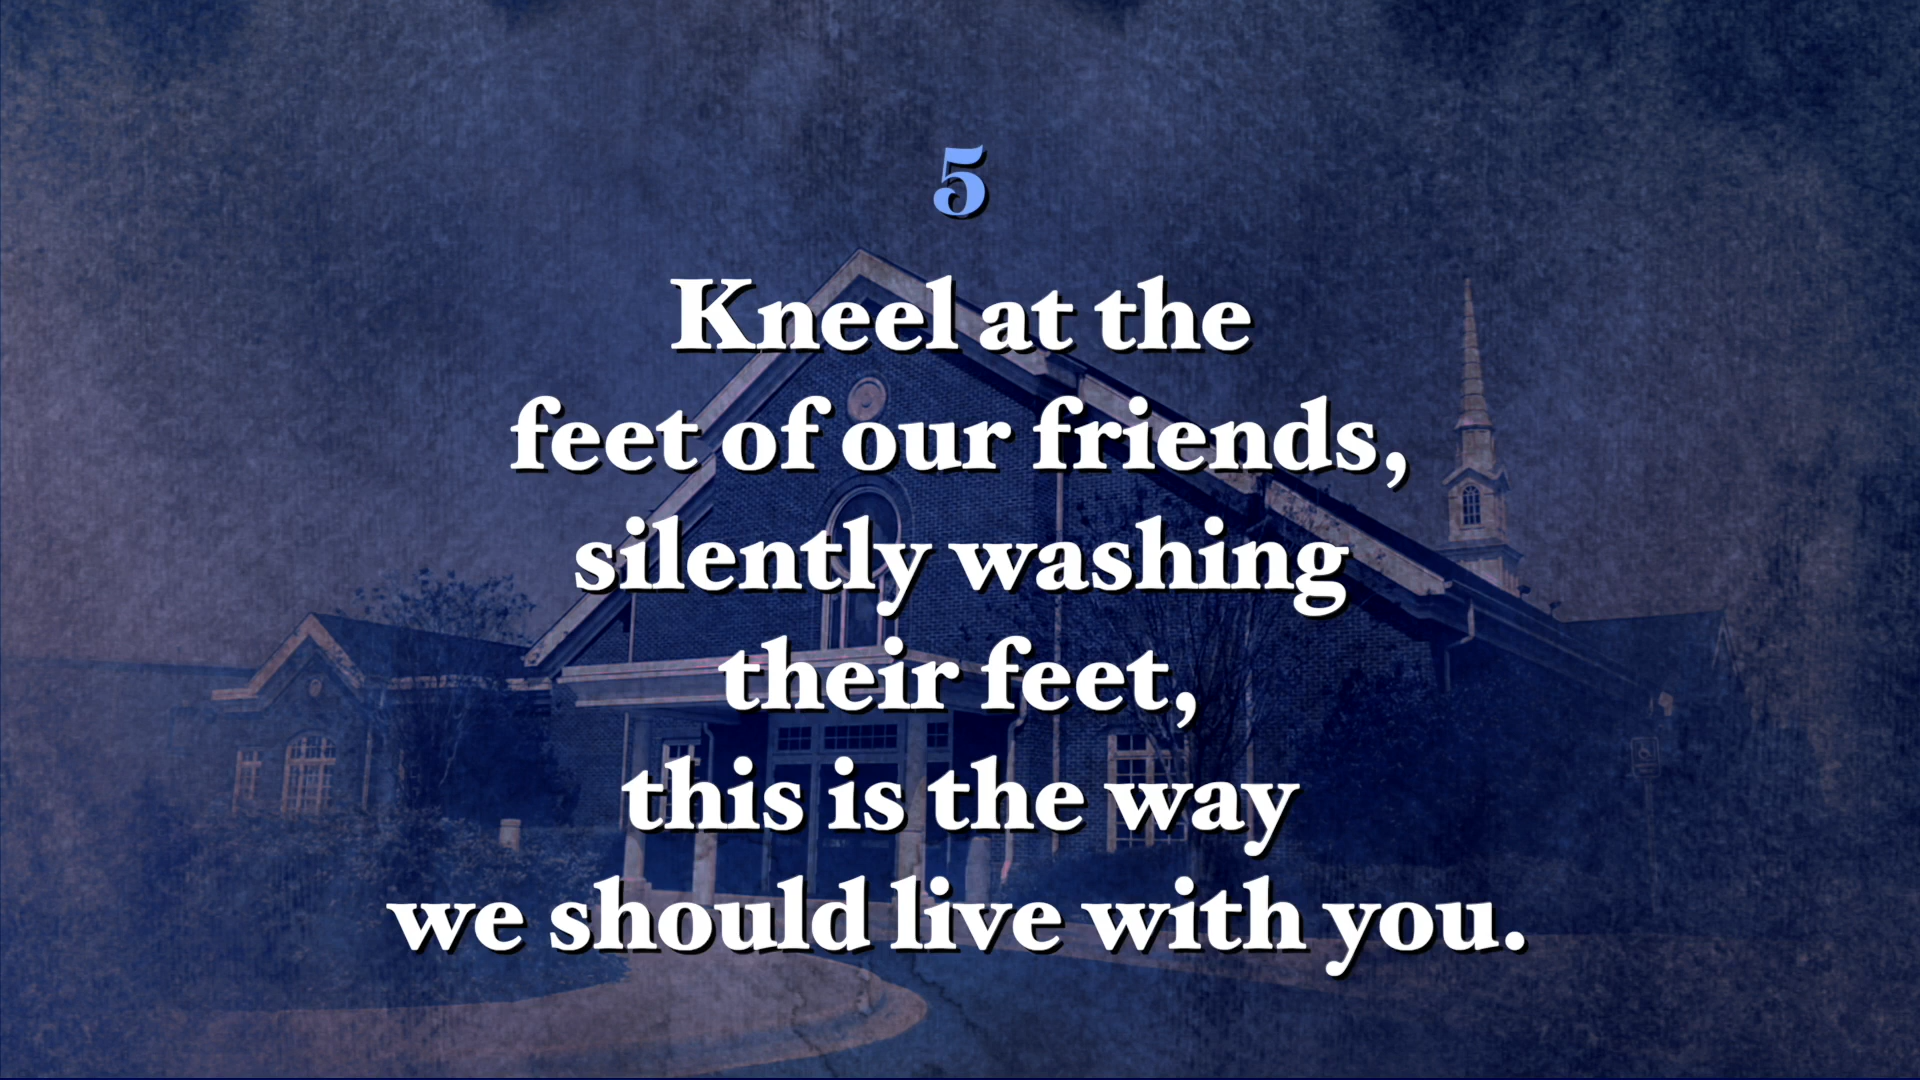 5
Kneel at the
feet of our friends,
silently washing
their feet,
this is the way
we should live with you.